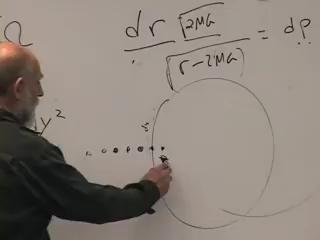 Ω
dr √2MG / √r-2MG = dρ
y²